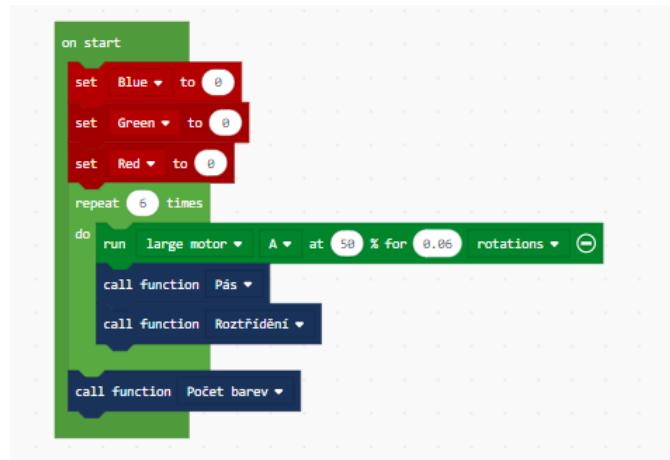 on start
set Blue to 0
set Green to 0
set Red to 0
repeat 6 times
do
run large motor A at 50 % for 0.06 rotations
call function Pás
call function Roztřídění
call function Počet barev